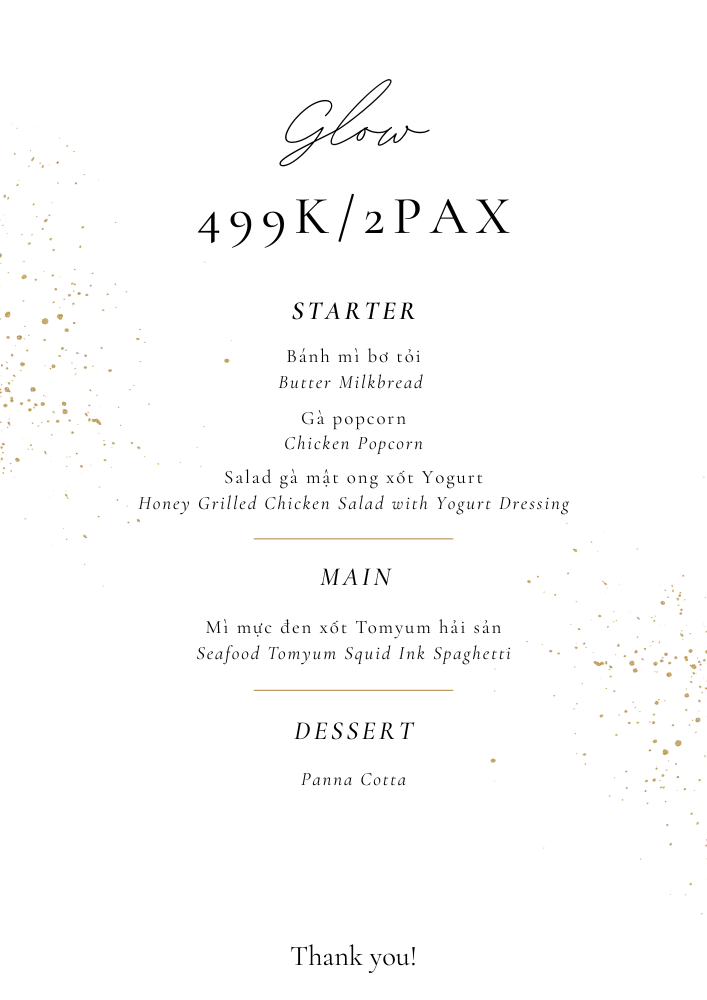 Glow
499K/2PAX
STARTER
Bánh mì bơ tỏi
Butter Milkbread
Gà popcorn
Chicken Popcorn
Salad gà mật ong xốt Yogurt
Honey Grilled Chicken Salad with Yogurt Dressing
MAIN
Mì mực đen xốt Tomyum hải sản
Seafood Tomyum Squid Ink Spaghetti
DESSERT
Panna Cotta
Thank you!